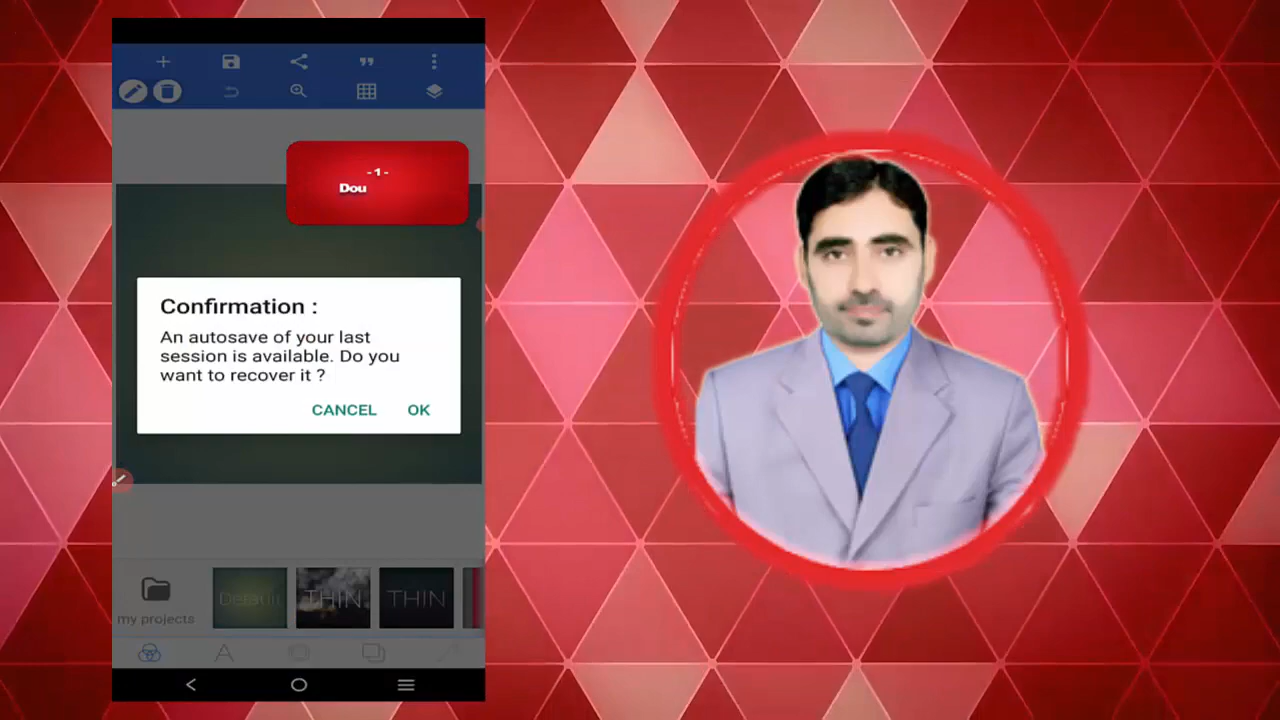 -1-
Dou
Confirmation :
An autosave of your last
session is available. Do you
want to recover it ?
CANCEL OK
Default
THIN
THIN
my projects